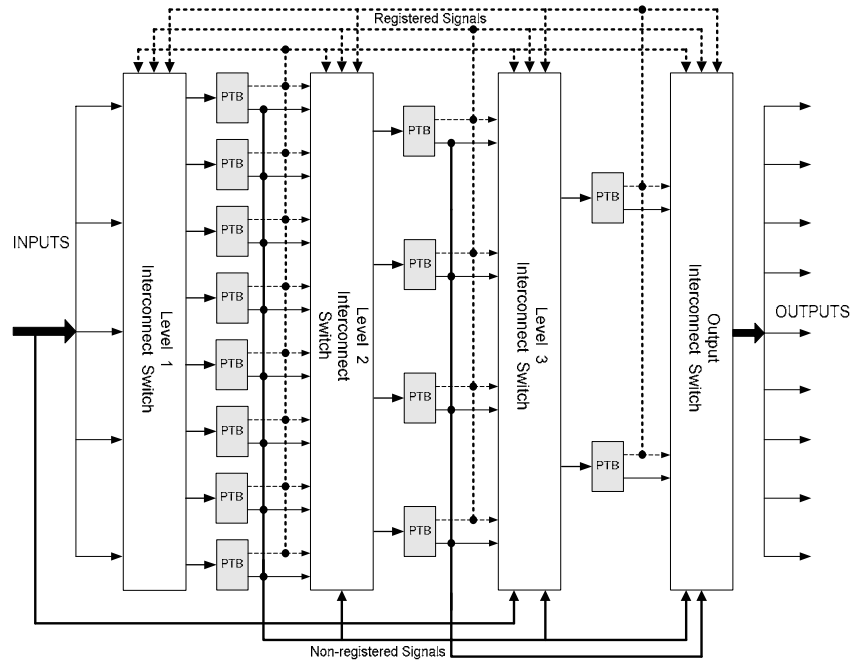 Registered Signals
INPUTS
Level 1
Interconnect Switch
PTB
PTB
PTB
PTB
PTB
PTB
PTB
PTB
Level 2
Interconnect
Switch
PTB
PTB
PTB
PTB
Level 3
Interconnect Switch
PTB
PTB
Output
Interconnect Switch
OUTPUTS
Non-registered Signals